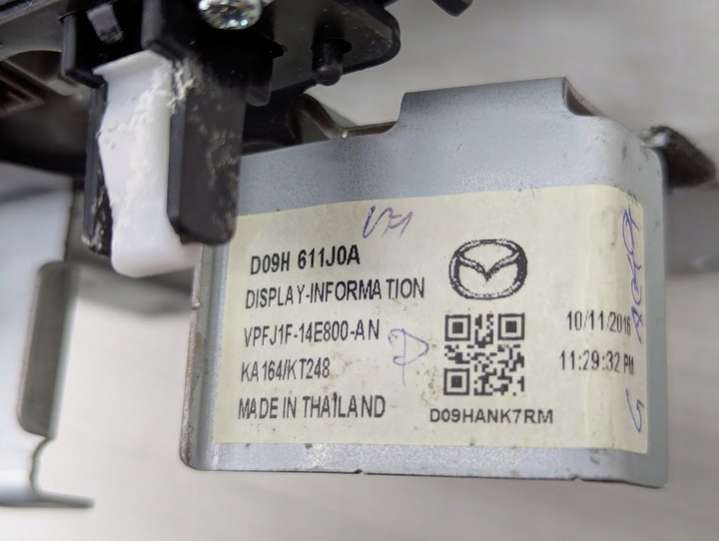 D09H 611J0A
DISPLAY-INFORMATION
VPFJ1F-14E800-AN
KA164/KT248
MADE IN THAILAND
10/11/2016
11:29:32 PM
D09HANK7RM